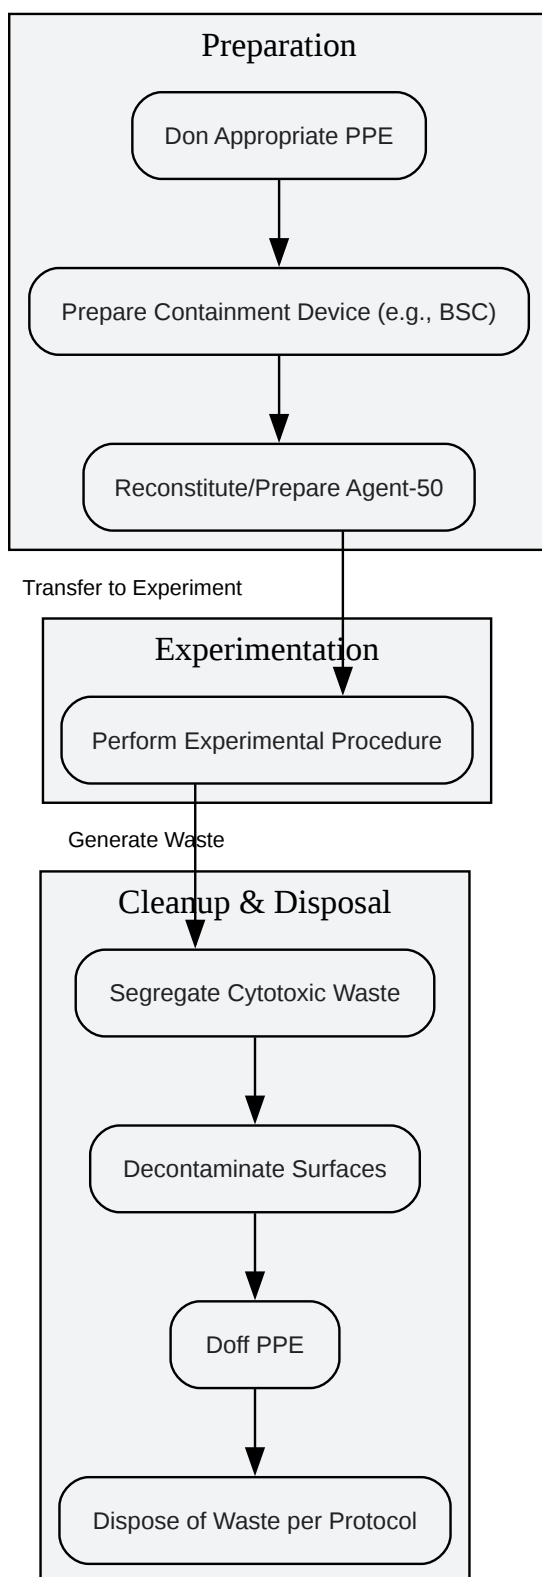 Preparation
Don Appropriate PPE
Prepare Containment Device (e.g., BSC)
Reconstitute/Prepare Agent-50
Transfer to Experiment
Experimentation
Perform Experimental Procedure
Generate Waste
Cleanup & Disposal
Segregate Cytotoxic Waste
Decontaminate Surfaces
Doff PPE
Dispose of Waste per Protocol